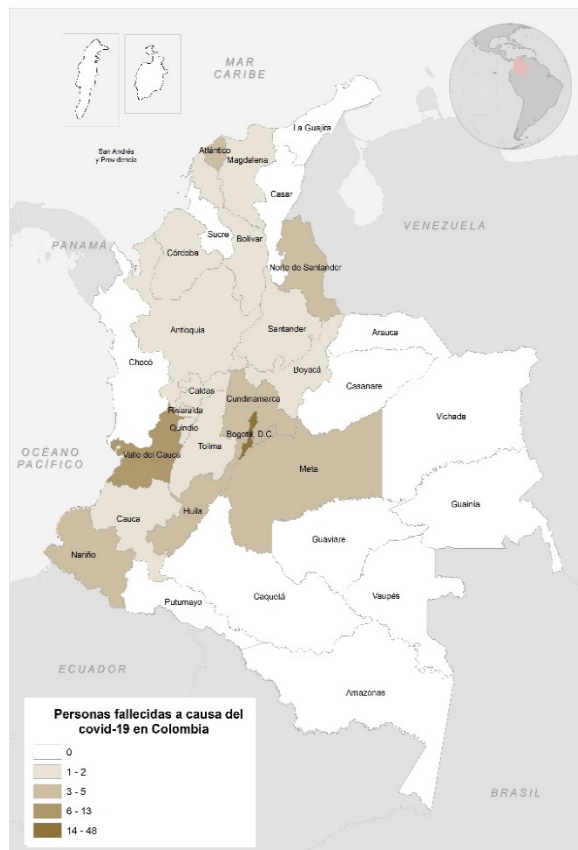 MAR
CARIBE
La Guajira
San Andrés
y Providencia
Atlántico
Magdalena
Cesar
VENEZUELA
PANAMÁ
Sucre
Bolívar
Córdoba
Norte de Santander
Antioquia
Santander
Arauca
Chocó
Boyacá
Casanare
Caldas
Cundinamarca
Vichada
Risaralda
Quindío
Bogotá, D.C.
OCÉANO
PACÍFICO
Valle del Cauca
Tolima
Meta
Guainía
Cauca
Huila
Guaviare
Nariño
Putumayo
Caquetá
Vaupés
ECUADOR
Amazonas
Personas fallecidas a causa del
covid-19 en Colombia
0
1 - 2
3 - 5
6 - 13
14 - 48
BRASIL